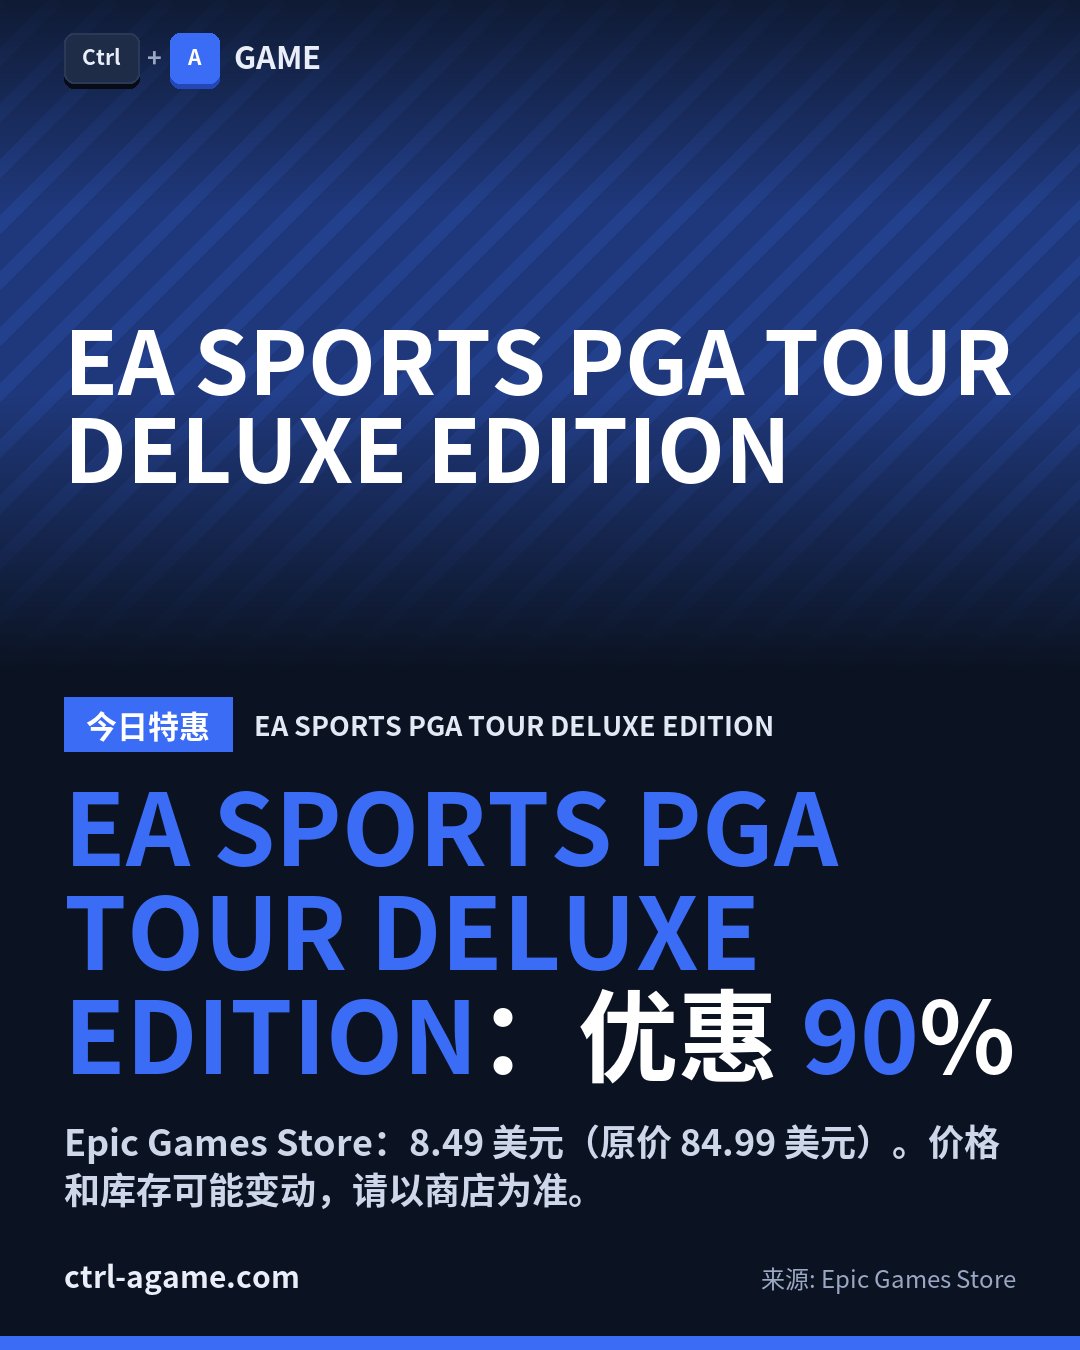 Ctrl + A GAME
EA SPORTS PGA TOUR
DELUXE EDITION
今日特惠 EA SPORTS PGA TOUR DELUXE EDITION
EA SPORTS PGA
TOUR DELUXE
EDITION：优惠 90%
Epic Games Store：8.49 美元（原价 84.99 美元）。价格
和库存可能变动，请以商店为准。
ctrl-agame.com
来源: Epic Games Store